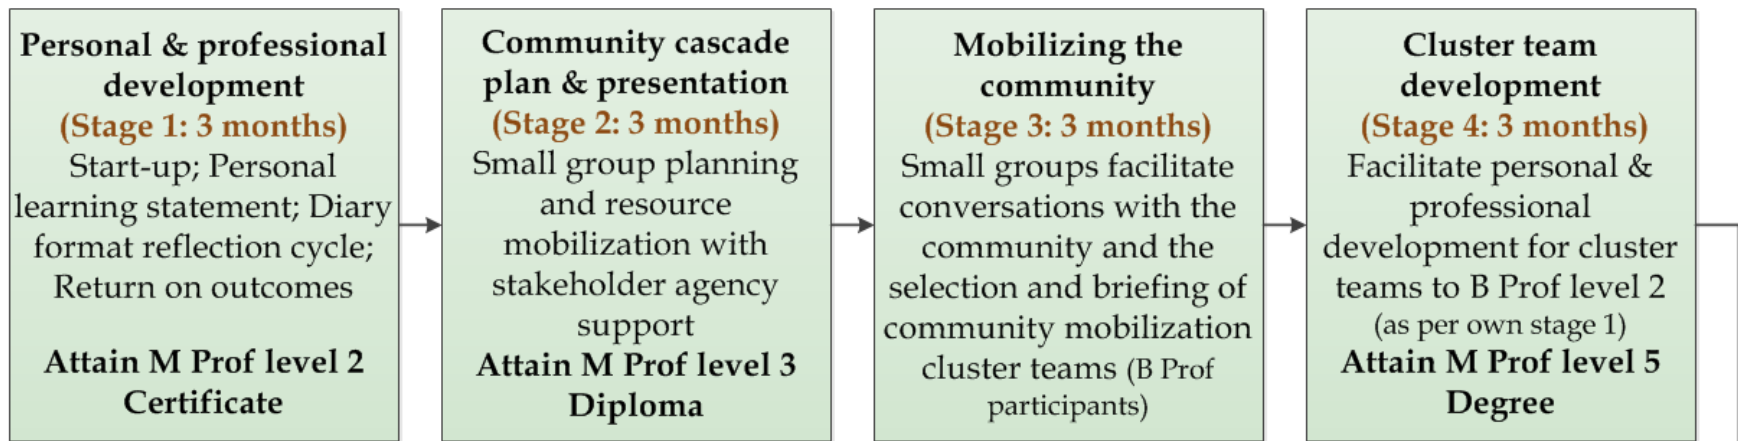 Personal & professional
development
(Stage 1: 3 months)
Start-up; Personal
learning statement; Diary
format reflection cycle;
Return on outcomes
Attain M Prof level 2
Certificate
Community cascade
plan & presentation
(Stage 2: 3 months)
Small group planning
and resource
mobilization with
stakeholder agency
support
Attain M Prof level 3
Diploma
Mobilizing the
community
(Stage 3: 3 months)
Small groups facilitate
conversations with the
community and the
selection and briefing of
community mobilization
cluster teams (B Prof
participants)
Cluster team
development
(Stage 4: 3 months)
Facilitate personal &
professional
development for cluster
teams to B Prof level 2
(as per own stage 1)
Attain M Prof level 5
Degree